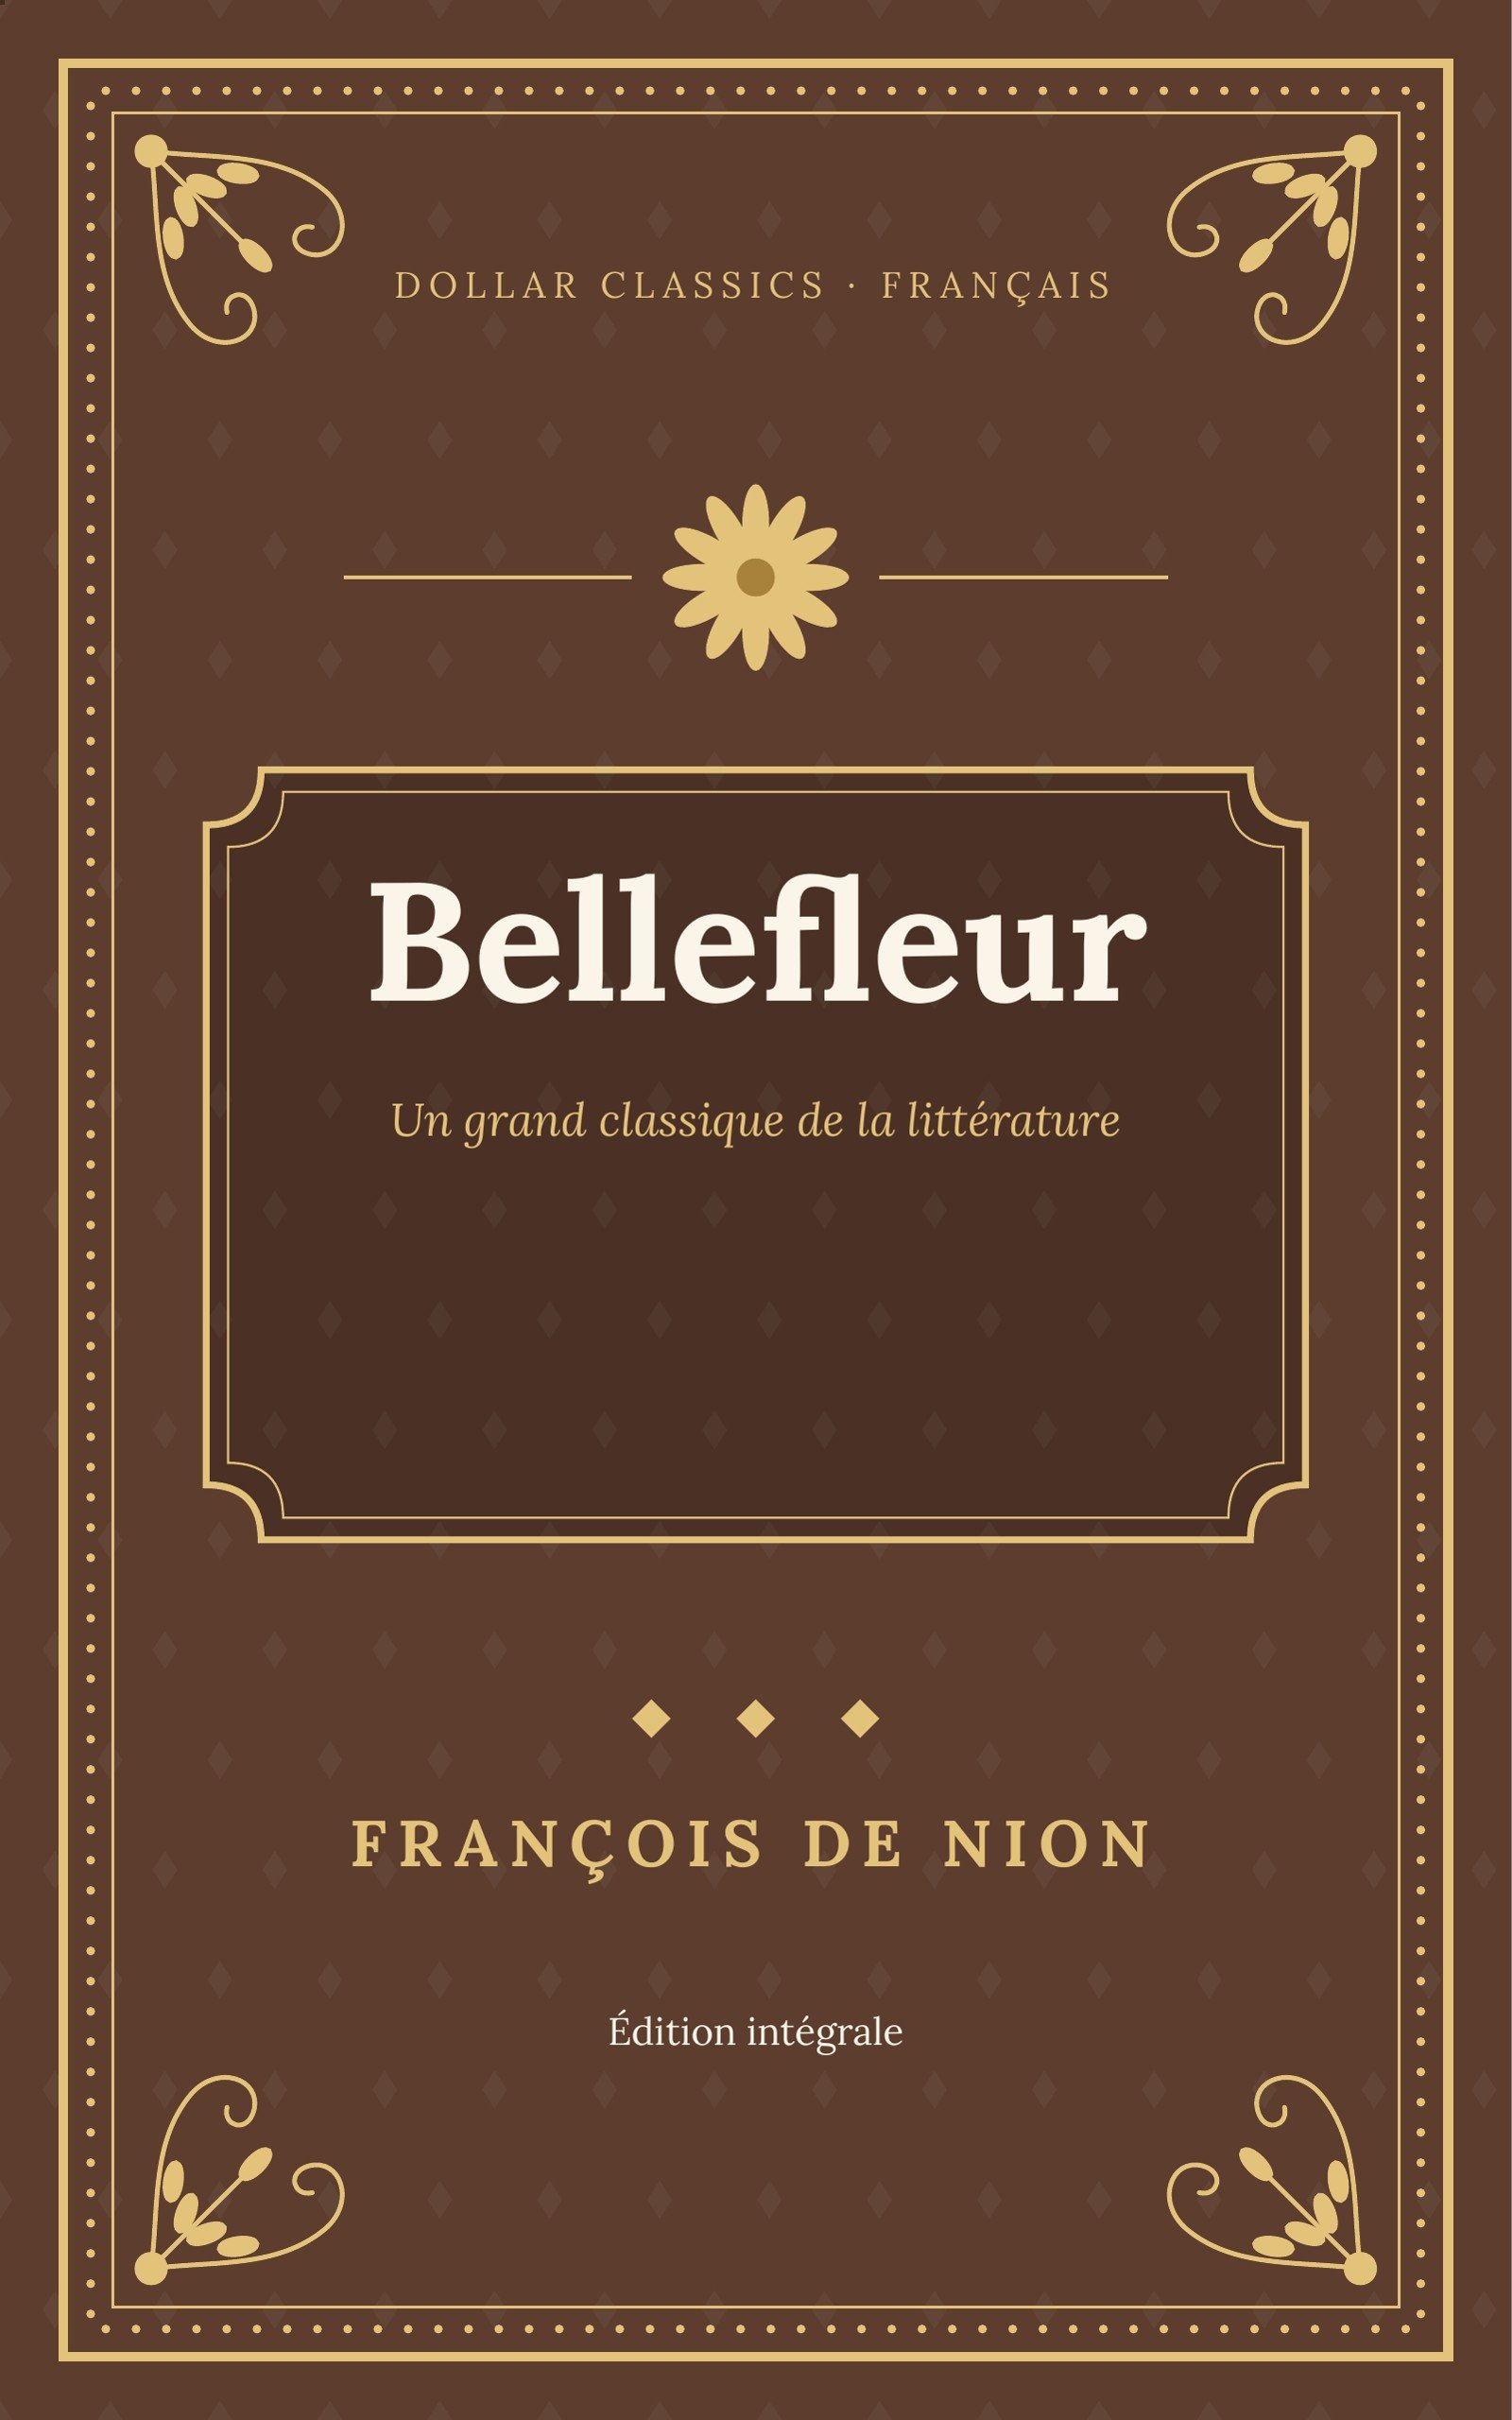 DOLLAR CLASSICS · FRANÇAIS
Bellefleur
Un grand classique de la littérature
FRANÇOIS DE NION
Édition intégrale